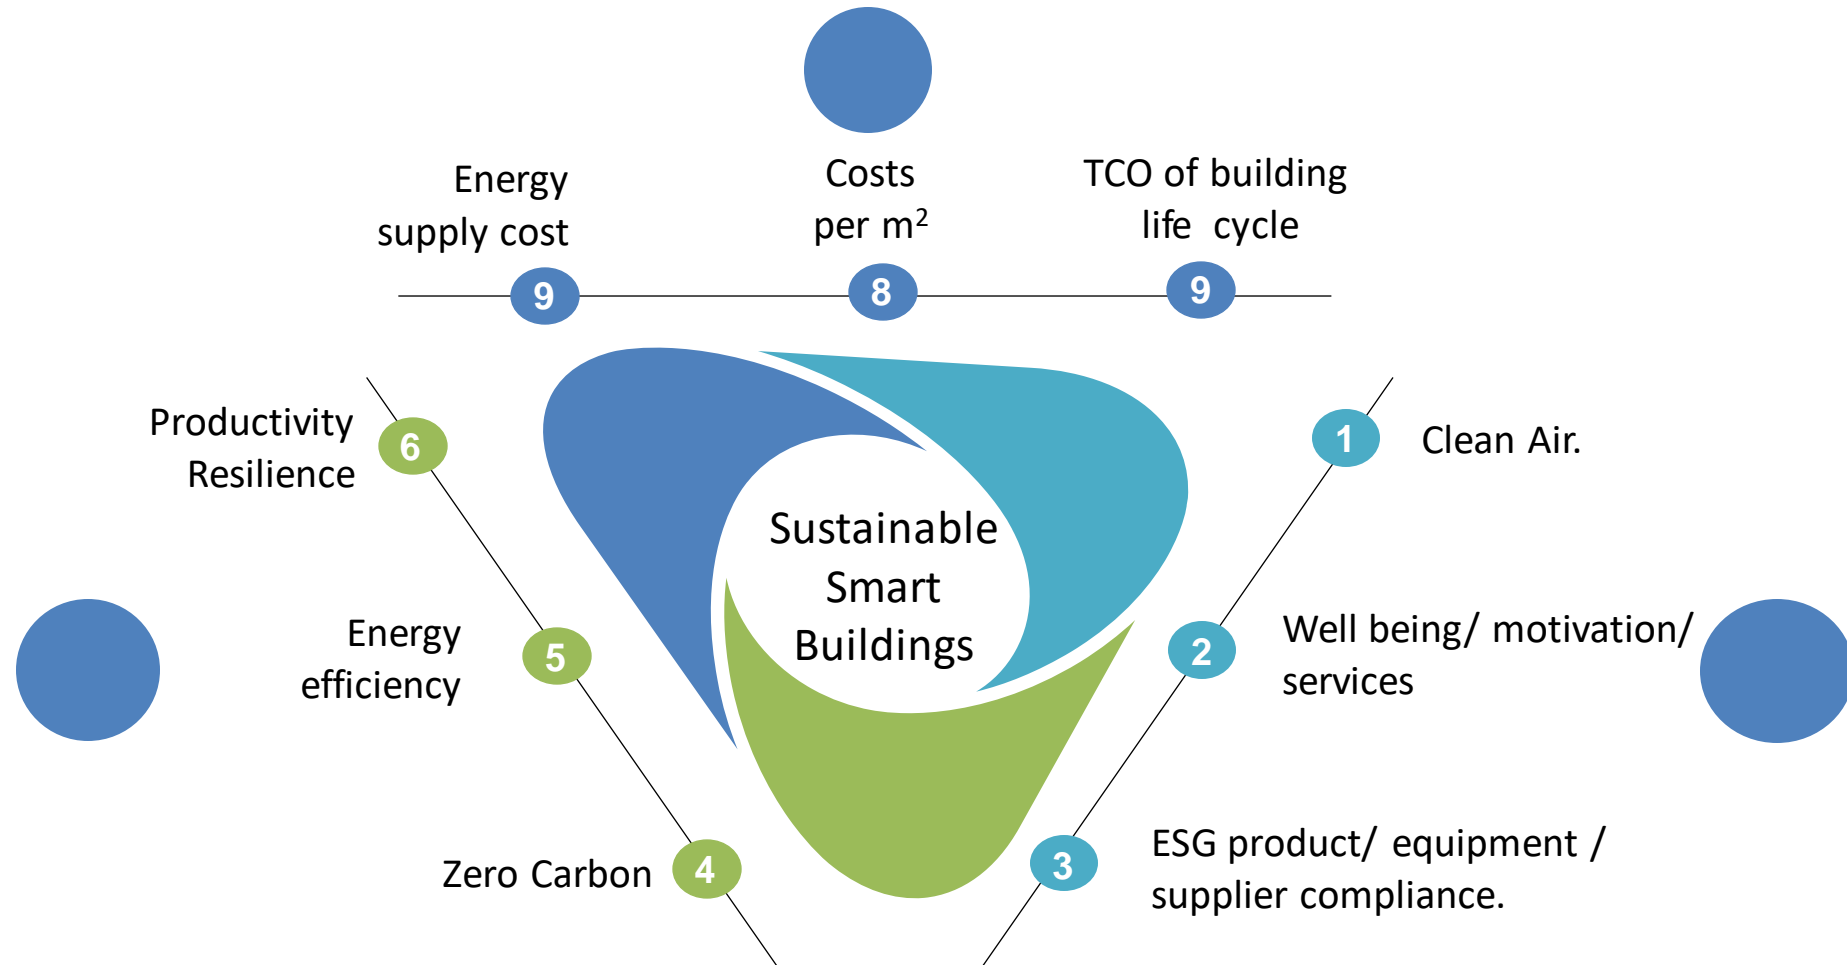 Energy
supply cost
Costs
per m²
TCO of building
life cycle
9
8
9
Productivity
Resilience
6
1
Clean Air.
Sustainable
Smart
Buildings
Energy
efficiency
5
2
Well being/ motivation/
services
Zero Carbon
4
3
ESG product/ equipment /
supplier compliance.